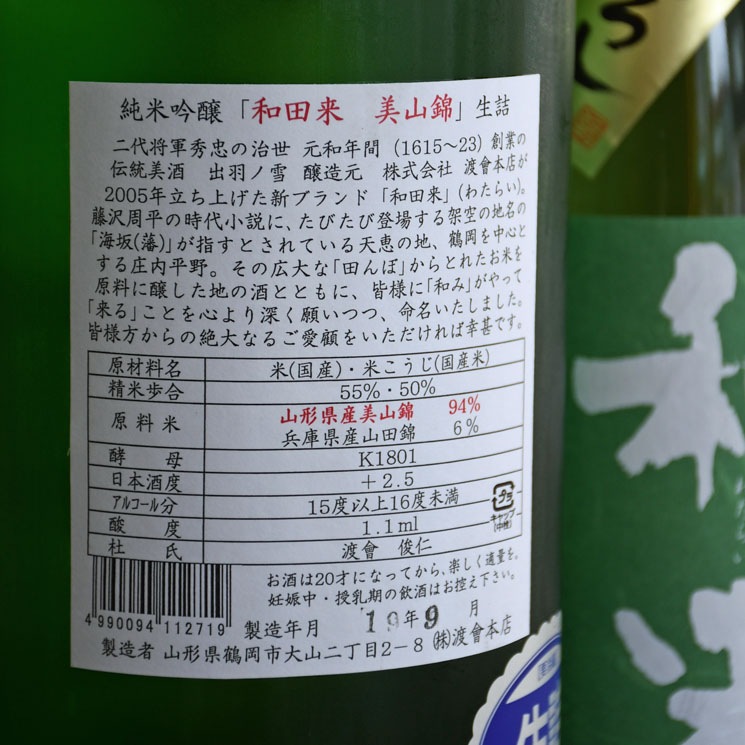 純米吟醸「和田来 美山錦」生詰
二代将軍秀忠の治世 元和年間（1615～23）創業の
伝統美酒 出羽ノ雪 醸造元 株式会社 渡會本店が
2005年立ち上げた新ブランド「和田来」（わたらい）。
藤沢周平の時代小説に、たびたび登場する架空の地名の
「海坂（藩）」が指すとされている天恵の地、鶴岡を中心と
する庄内平野。その広大な「田んぼ」からとれたお米を
原料に醸した地の酒とともに、皆様に「和み」がやって
「来る」ことを心より深く願いつつ、命名いたしました。
皆様方からの絶大なるご愛顧をいただければ幸甚です。
原材料名 米（国産）・米こうじ（国産米）
精米歩合 55%・50%
原料米 山形県産美山錦 94%
兵庫県産山田錦 6%
酵母 K1801
日本酒度 +2.5
アルコール分 15度以上16度未満
酸度 1.1ml
杜氏 渡會 俊仁
プラ
キャップ
（中栓）
お酒は20才になってから、楽しく適量を。
妊娠中・授乳期の飲酒はお控え下さい。
4 990094 112719
製造年月 19年9月
製造者 山形県鶴岡市大山二丁目2-8 ㈱渡會本店
生